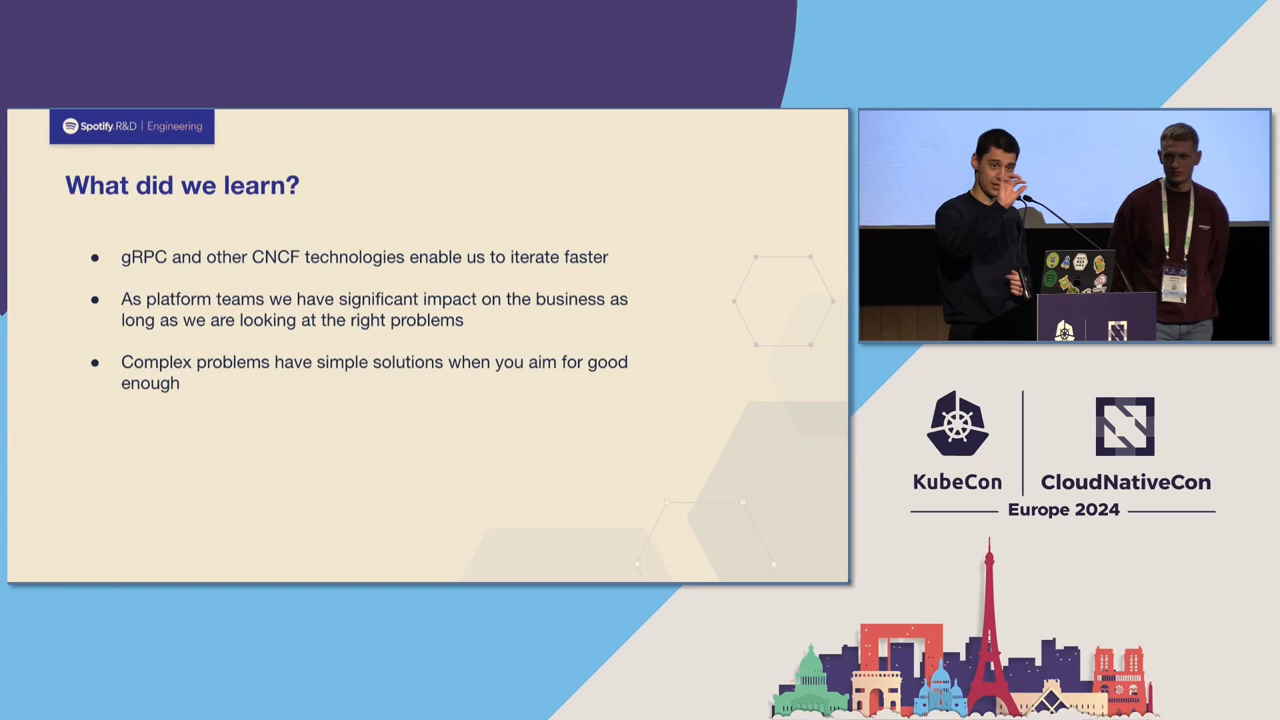 Spotify R&D | Engineering
What did we learn?
● gRPC and other CNCF technologies enable us to iterate faster
● As platform teams we have significant impact on the business as
long as we are looking at the right problems
● Complex problems have simple solutions when you aim for good
enough
KubeCon
CloudNativeCon
Europe 2024